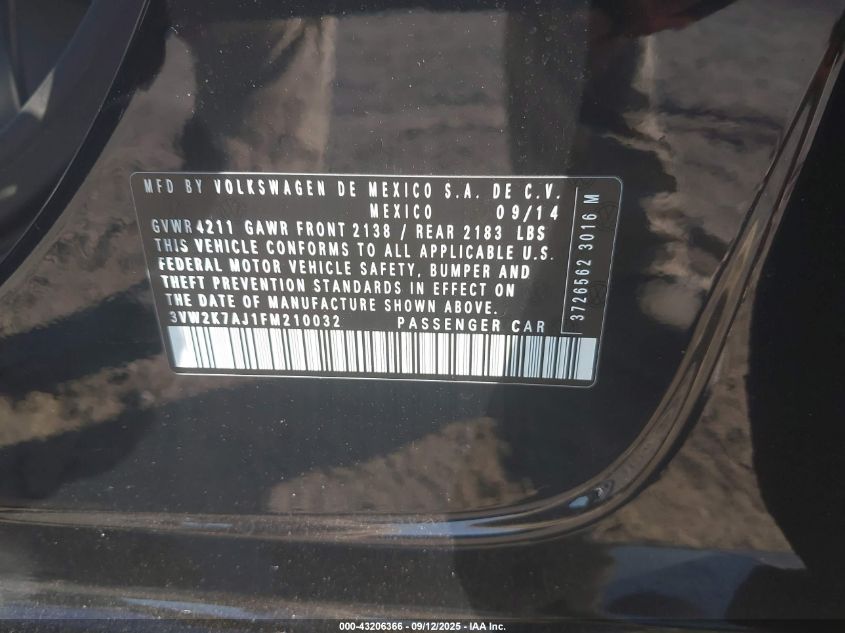 MFD BY VOLKSWAGEN DE MEXICO S.A. DE C.V.
MEXICO 09/14
GVWR 4211 GAWR FRONT 2138 / REAR 2183 LBS
THIS VEHICLE CONFORMS TO ALL APPLICABLE U.S.
FEDERAL MOTOR VEHICLE SAFETY, BUMPER AND
THEFT PREVENTION STANDARDS IN EFFECT ON
THE DATE OF MANUFACTURE SHOWN ABOVE.
3VW2K7AJ1FM210032 PASSENGER CAR
3726562 3016 M
000-43206366 - 09/12/2025 - IAA Inc.